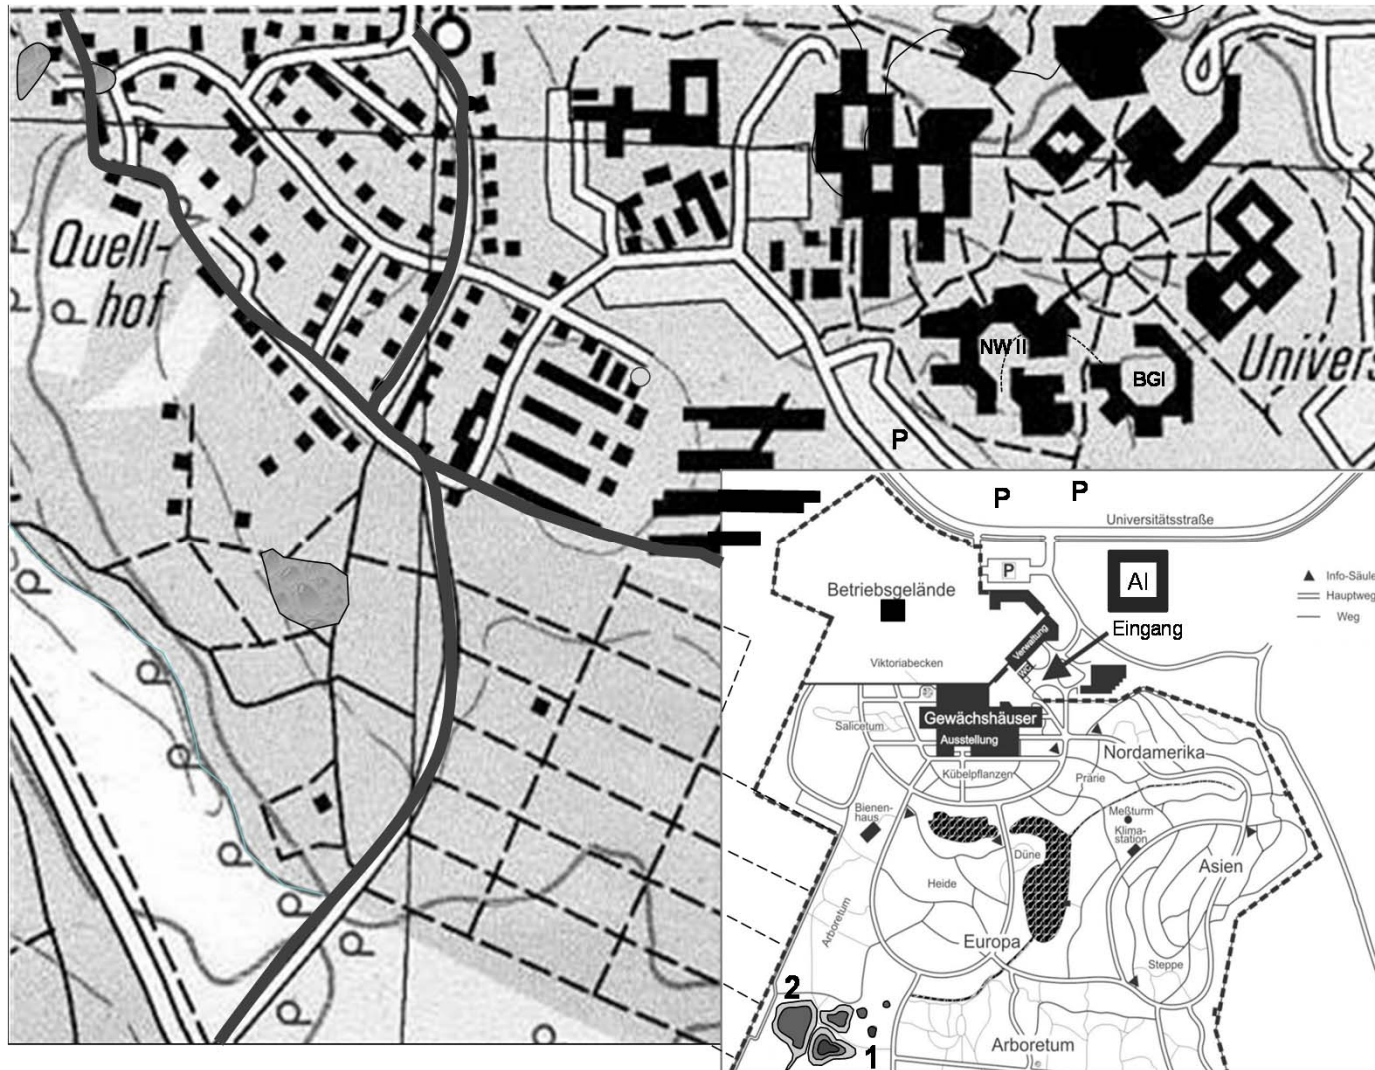 Quell-
hof
NW II
BGI
Univers
P
P
P
Universitätsstraße
P
Betriebsgelände
AI
Info-Säule
Hauptweg
Weg
Eingang
Verwaltung
Viktoriabecken
Gewächshäuser
Ausstellung
Salicetum
Nordamerika
Kübelpflanzen
Prärie
Bienen-
haus
Meßturm
Klima-
station
Düne
Asien
Heide
Arboretum
Europa
Steppe
2
1
Arboretum